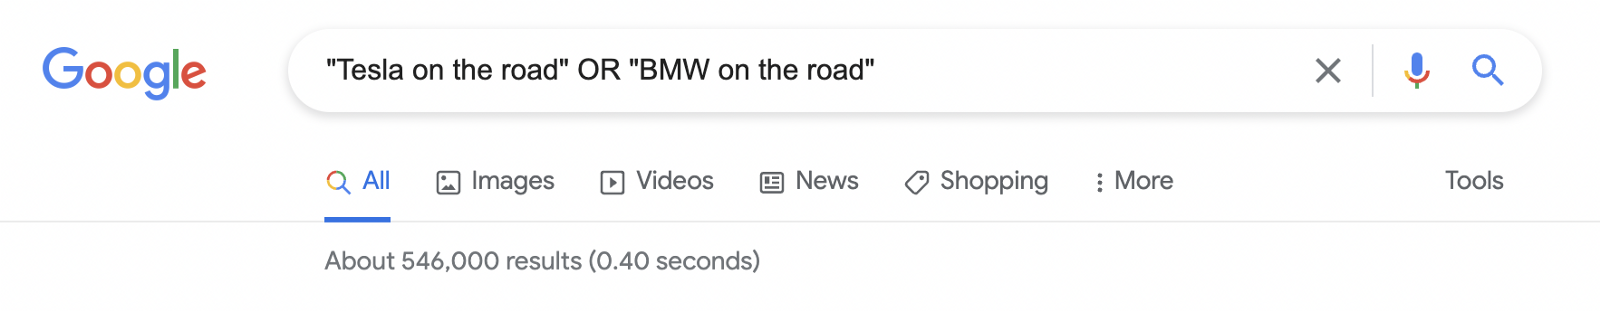 Google
"Tesla on the road" OR "BMW on the road"
All Images Videos News Shopping More Tools
About 546,000 results (0.40 seconds)